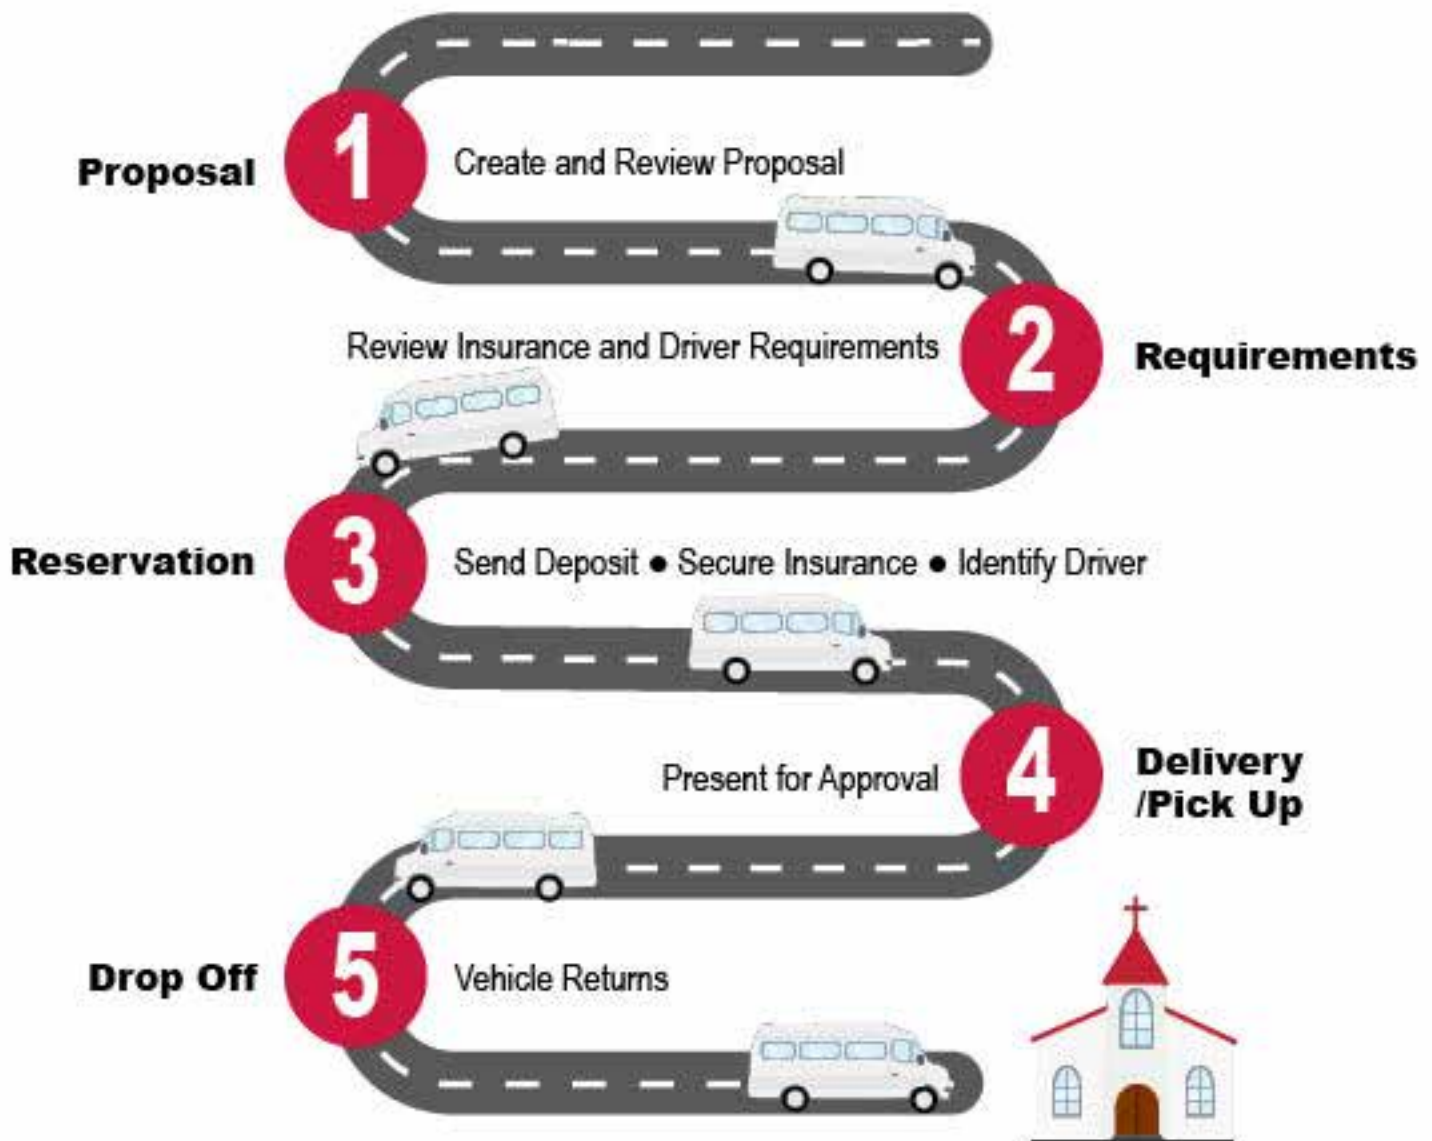 Proposal
1
Create and Review Proposal
Review Insurance and Driver Requirements
2
Requirements
Reservation
3
Send Deposit ● Secure Insurance ● Identify Driver
Present for Approval
4
Delivery
/Pick Up
Drop Off
5
Vehicle Returns